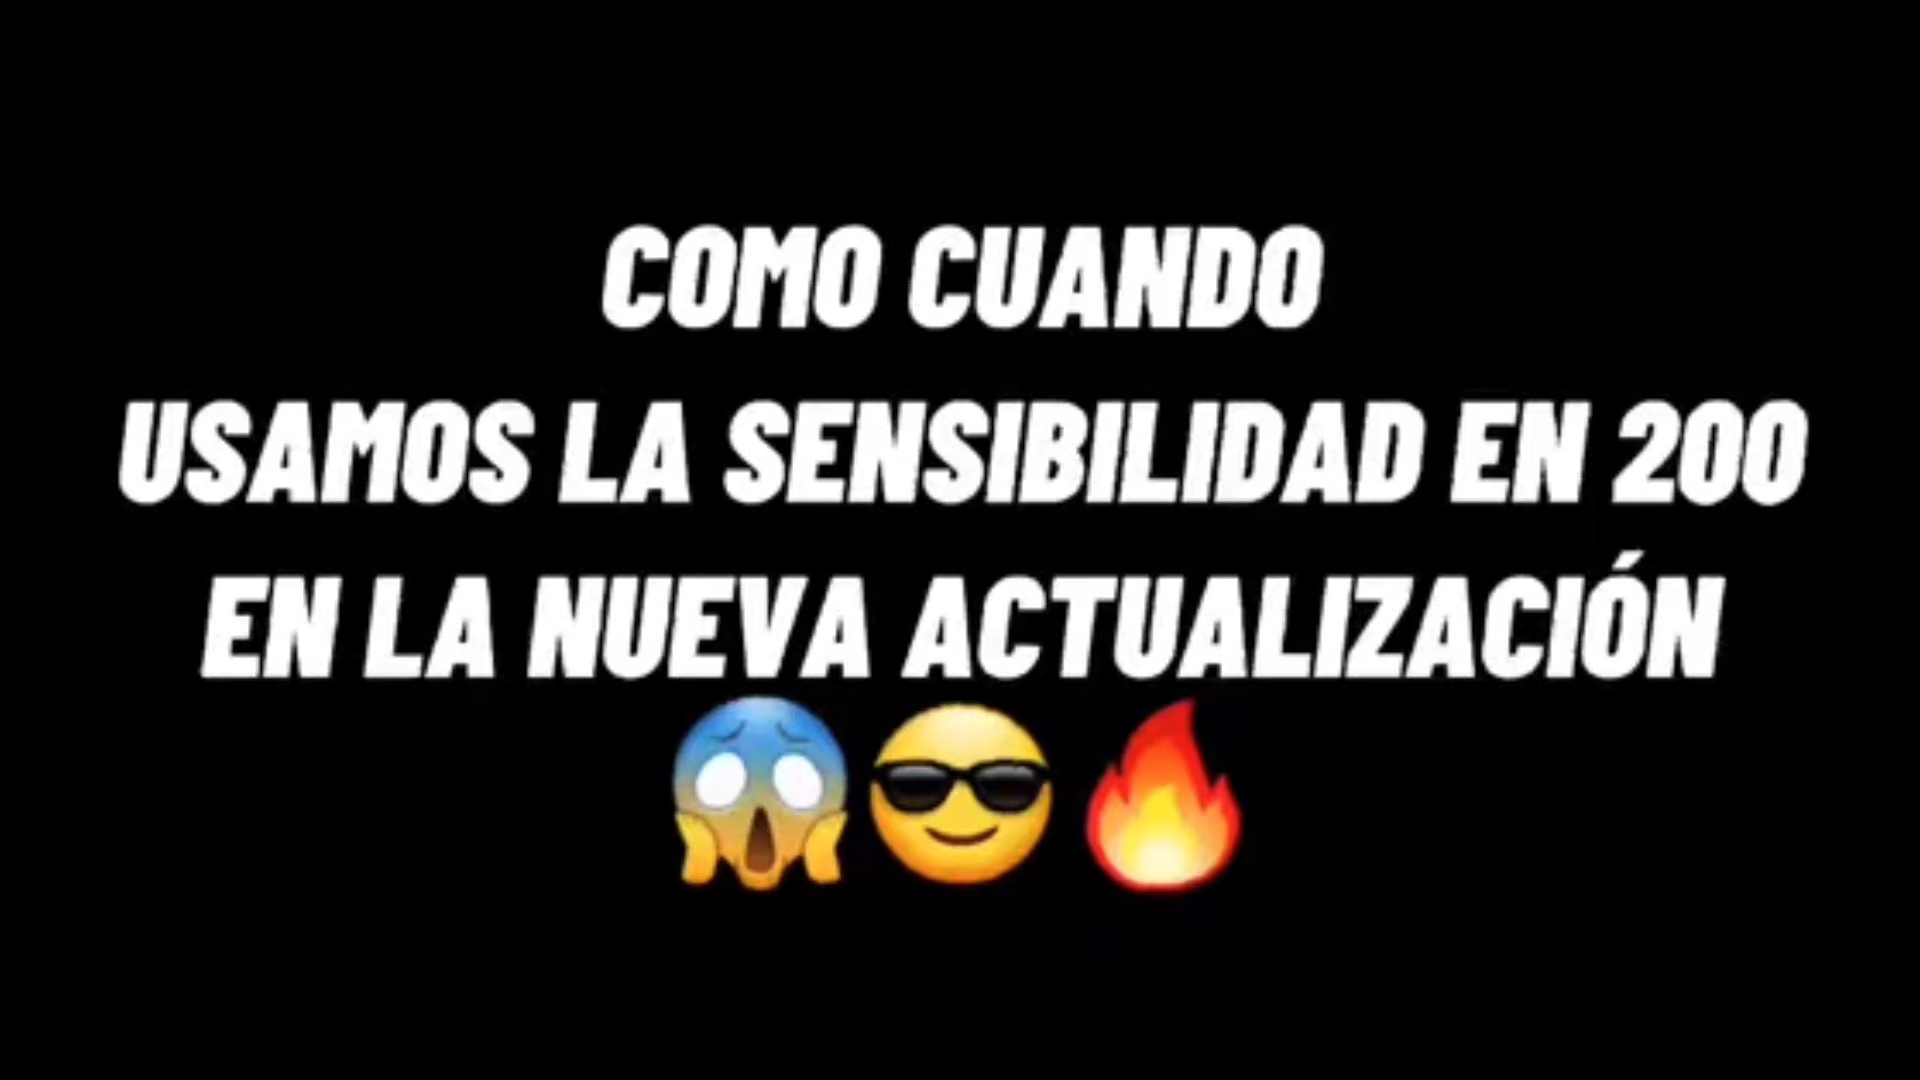 COMO CUANDO
USAMOS LA SENSIBILIDAD EN 200
EN LA NUEVA ACTUALIZACIÓN
😱😎🔥